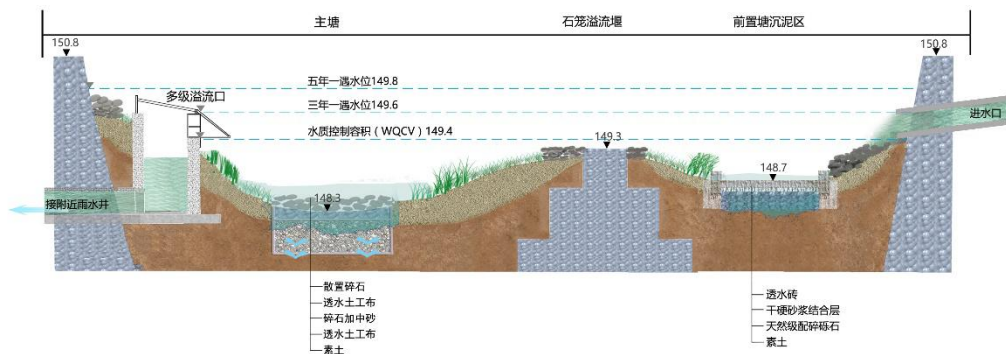 主塘
石笼溢流堰
前置塘沉泥区
150.8
150.8
五年一遇水位149.8
多级溢流口
三年一遇水位149.6
进水口
水质控制容积（WQCV）149.4
149.3
148.7
148.3
接附近雨水井
散置碎石
透水土工布
碎石加中砂
透水土工布
素土
透水砖
干硬砂浆结合层
天然级配碎砾石
素土